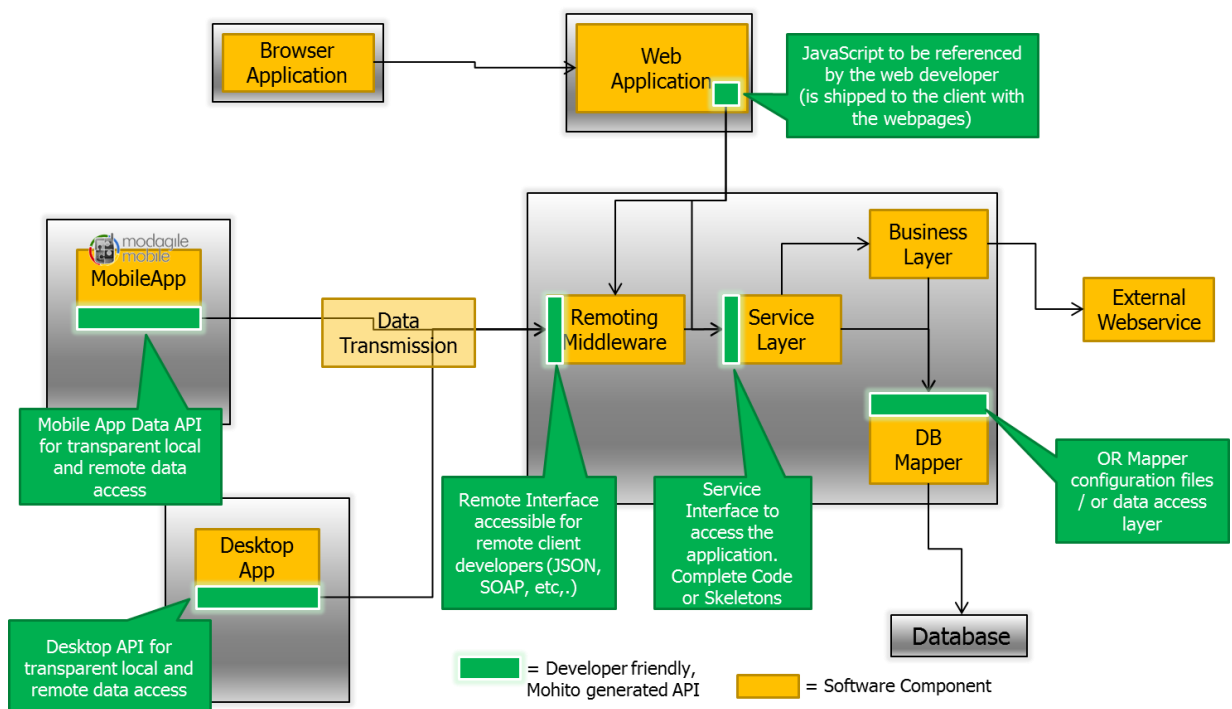 Browser
Application
Web
Application
JavaScript to be referenced
by the web developer
(is shipped to the client with
the webpages)
modagile
mobile
MobileApp
Data
Transmission
Remoting
Middleware
Service
Layer
Business
Layer
External
Webservice
DB
Mapper
Mobile App Data API
for transparent local
and remote data
access
Desktop
App
Desktop API for
transparent local and
remote data access
Remote Interface
accessible for
remote client
developers (JSON,
SOAP, etc,.)
Service
Interface to
access the
application.
Complete Code
or Skeletons
OR Mapper
configuration files
/ or data access
layer
Database
= Developer friendly,
Mohito generated API
= Software Component